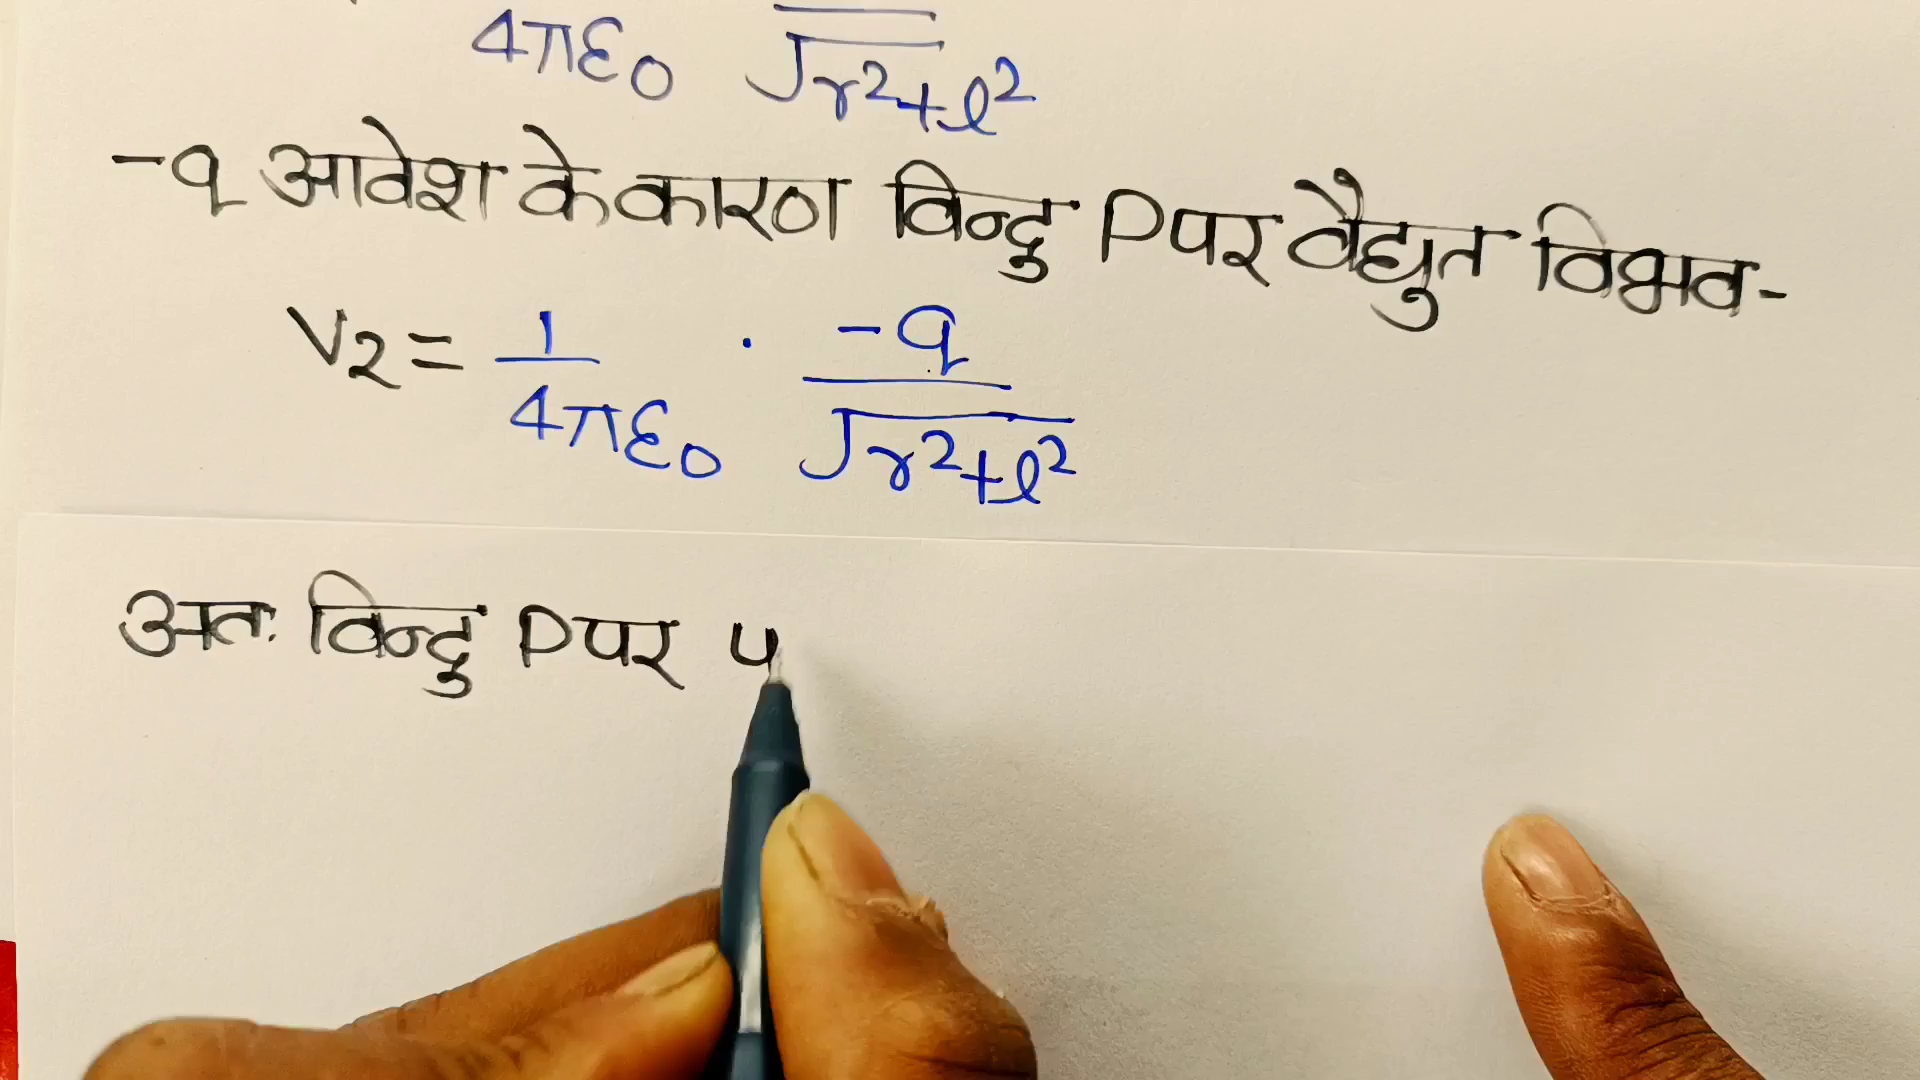 4πε₀ √r²+l²
-q आवेश के कारण विन्दु P पर वैद्युत विभव-
V₂ = 1/4πε₀ · -q/√r²+l²
अतः विन्दु P पर